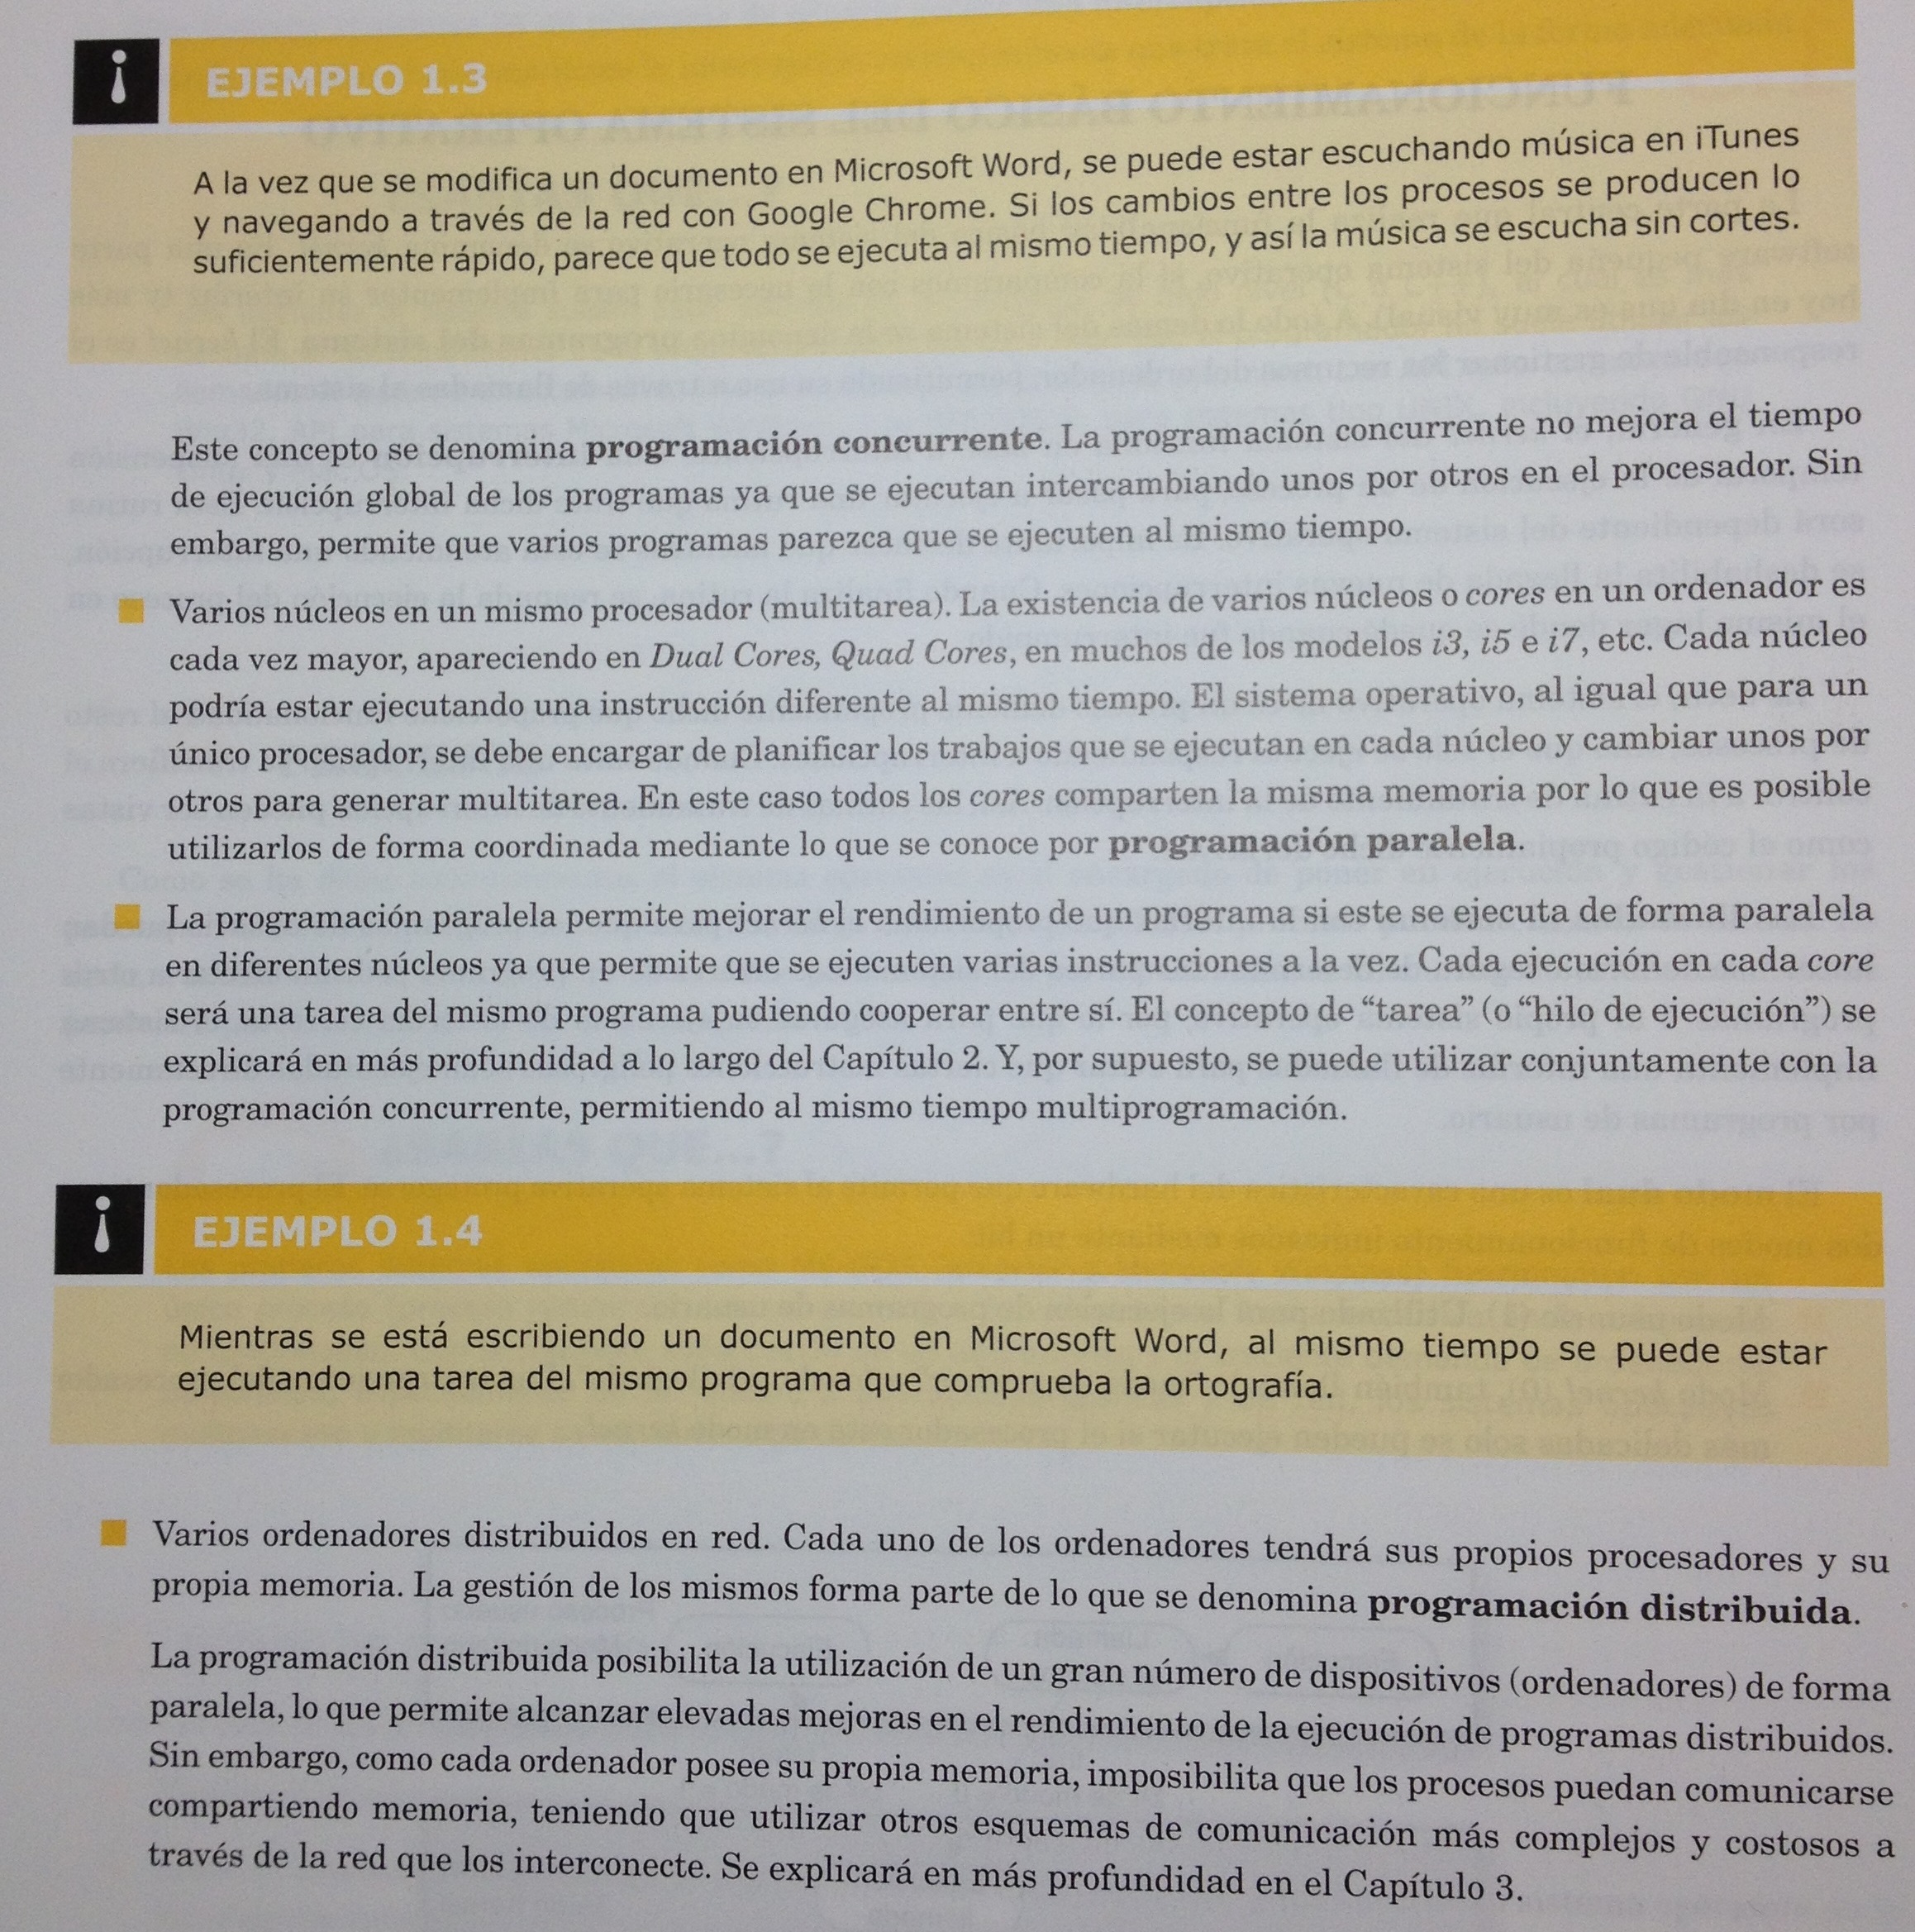 EJEMPLO 1.3
A la vez que se modifica un documento en Microsoft Word, se puede estar escuchando música en iTunes
y navegando a través de la red con Google Chrome. Si los cambios entre los procesos se producen lo
suficientemente rápido, parece que todo se ejecuta al mismo tiempo, y así la música se escucha sin cortes.
Este concepto se denomina programación concurrente. La programación concurrente no mejora el tiempo
de ejecución global de los programas ya que se ejecutan intercambiando unos por otros en el procesador. Sin
embargo, permite que varios programas parezca que se ejecuten al mismo tiempo.
Varios núcleos en un mismo procesador (multitarea). La existencia de varios núcleos o cores en un ordenador es
cada vez mayor, apareciendo en Dual Cores, Quad Cores, en muchos de los modelos i3, i5 e i7, etc. Cada núcleo
podría estar ejecutando una instrucción diferente al mismo tiempo. El sistema operativo, al igual que para un
único procesador, se debe encargar de planificar los trabajos que se ejecutan en cada núcleo y cambiar unos por
otros para generar multitarea. En este caso todos los cores comparten la misma memoria por lo que es posible
utilizarlos de forma coordinada mediante lo que se conoce por programación paralela.
La programación paralela permite mejorar el rendimiento de un programa si este se ejecuta de forma paralela
en diferentes núcleos ya que permite que se ejecuten varias instrucciones a la vez. Cada ejecución en cada core
será una tarea del mismo programa pudiendo cooperar entre sí. El concepto de “tarea” (o “hilo de ejecución”) se
explicará en más profundidad a lo largo del Capítulo 2. Y, por supuesto, se puede utilizar conjuntamente con la
programación concurrente, permitiendo al mismo tiempo multiprogramación.
EJEMPLO 1.4
Mientras se está escribiendo un documento en Microsoft Word, al mismo tiempo se puede estar
ejecutando una tarea del mismo programa que comprueba la ortografía.
Varios ordenadores distribuidos en red. Cada uno de los ordenadores tendrá sus propios procesadores y su
propia memoria. La gestión de los mismos forma parte de lo que se denomina programación distribuida.
La programación distribuida posibilita la utilización de un gran número de dispositivos (ordenadores) de forma
paralela, lo que permite alcanzar elevadas mejoras en el rendimiento de la ejecución de programas distribuidos.
Sin embargo, como cada ordenador posee su propia memoria, imposibilita que los procesos puedan comunicarse
compartiendo memoria, teniendo que utilizar otros esquemas de comunicación más complejos y costosos a
través de la red que los interconecte. Se explicará en más profundidad en el Capítulo 3.